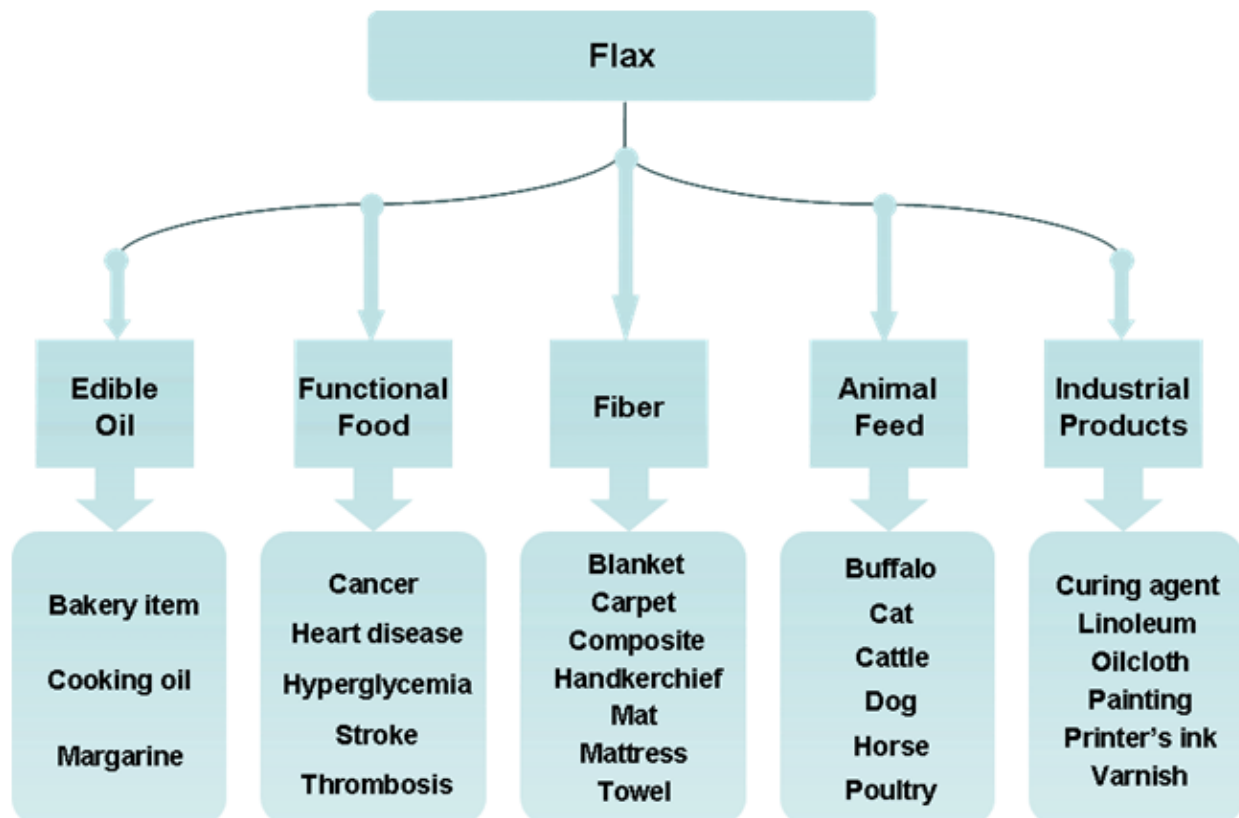 Flax
Edible
Oil
Functional
Food
Fiber
Animal
Feed
Industrial
Products
Bakery item
Cooking oil
Margarine
Cancer
Heart disease
Hyperglycemia
Stroke
Thrombosis
Blanket
Carpet
Composite
Handkerchief
Mat
Mattress
Towel
Buffalo
Cat
Cattle
Dog
Horse
Poultry
Curing agent
Linoleum
Oilcloth
Painting
Printer's ink
Varnish